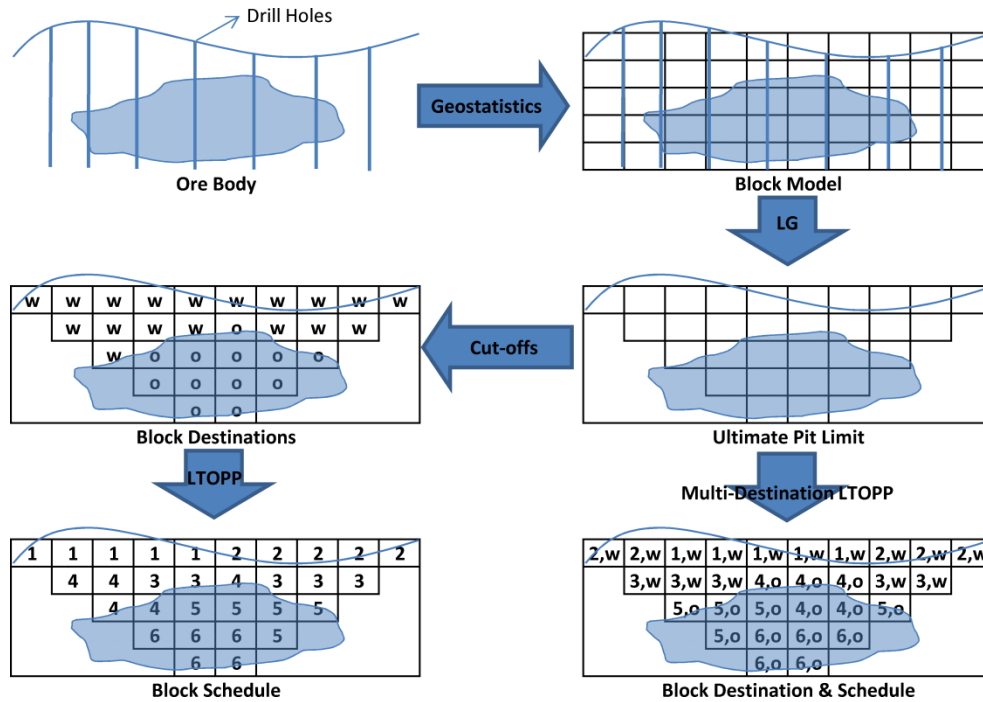 Drill Holes
Geostatistics
Ore Body
Block Model
LG
w w w w w w w w w w
w w w w o w w w
w o o o o o
o o o o
o o
Cut-offs
Block Destinations
Ultimate Pit Limit
LTOPP
Multi-Destination LTOPP
1 1 1 1 1 2 2 2 2 2
4 4 3 3 4 3 3 3
4 4 5 5 5 5
6 6 6 5
6 6
Block Schedule
2,w 2,w 1,w 1,w 1,w 1,w 1,w 2,w 2,w 2,w
3,w 3,w 3,w 4,o 4,o 4,o 3,w 3,w
5,o 5,o 5,o 4,o 4,o 5,o
5,o 6,o 6,o 6,o
6,o 6,o
Block Destination & Schedule